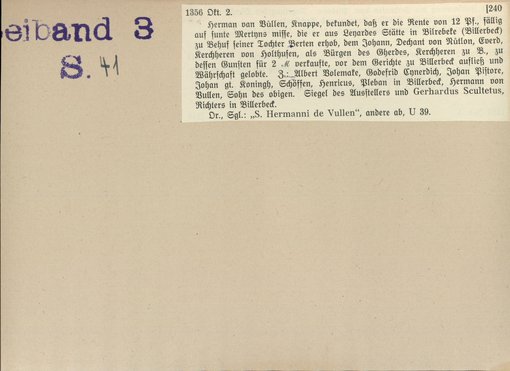 eiband 3
S. 41
1356 Okt. 2. [240
Herman van Vüllen, Knappe, bekundet, daß er die Rente von 12 Pf., fällig
auf sunte Mertyns misse, die er aus Leyardes Stätte in Bilrebeke (Billerbeck)
zu Behuf seiner Tochter Berten erhob, dem Johann, Dechant von Rütlon, Everd,
Kerchheren van Holthusen, als Bürgen des Gherdes, Kerchheren zu B., zu
dessen Gunsten für 2 ℳ verkaufte, vor dem Gerichte zu Billerbeck aufließ und
Währschaft gelobte. Z.: Albert Volemake, Godefrid Tynerdich, Johan Pistore,
Johan gt. Koningh, Schöffen, Henricus, Pleban in Billerbeck, Hermann von
Vullen, Sohn des obigen. Siegel des Ausstellers und Gerhardus Scultetus,
Richters in Billerbeck.
Or., Sgl.: „S. Hermanni de Vullen“, andere ab, U 39.